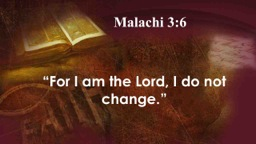 Malachi 3:6
“For I am the Lord, I do not
change.”